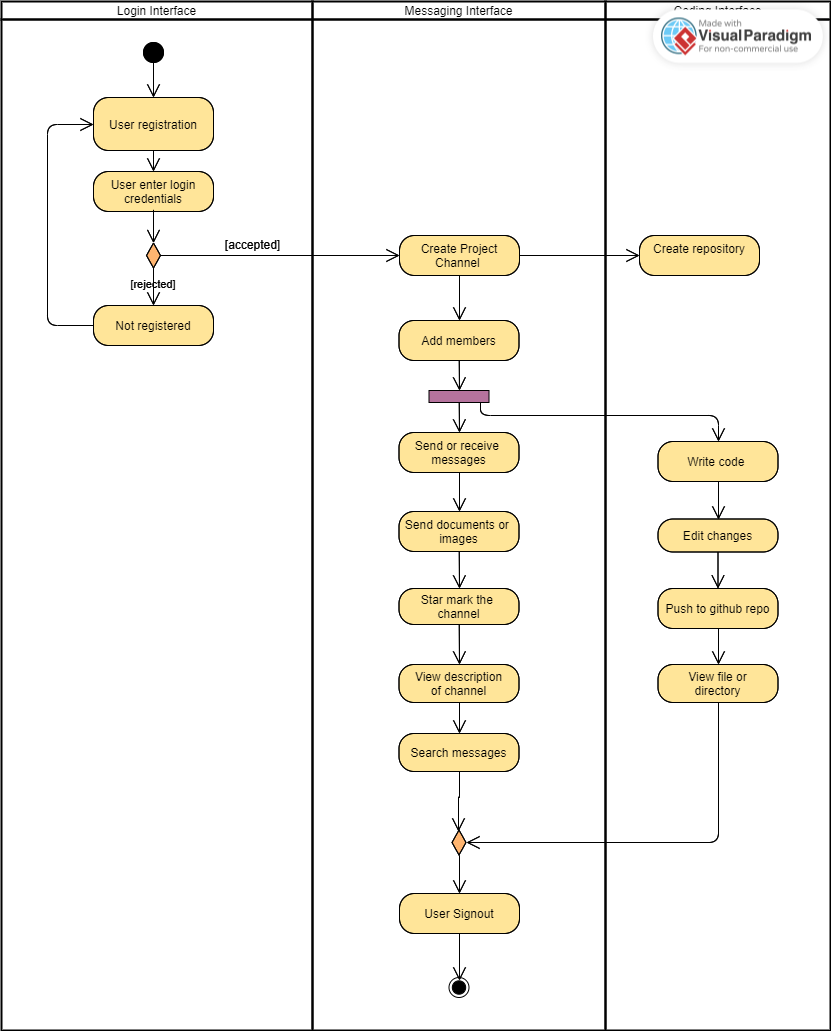 Login Interface
Messaging Interface
Coding Interface
Made with
VisualParadigm
For non-commercial use
User registration
User enter login
credentials
[accepted]
Create Project
Channel
Create repository
[rejected]
Not registered
Add members
Send or receive
messages
Write code
Send documents or
images
Edit changes
Star mark the
channel
Push to github repo
View description
of channel
View file or
directory
Search messages
User Signout